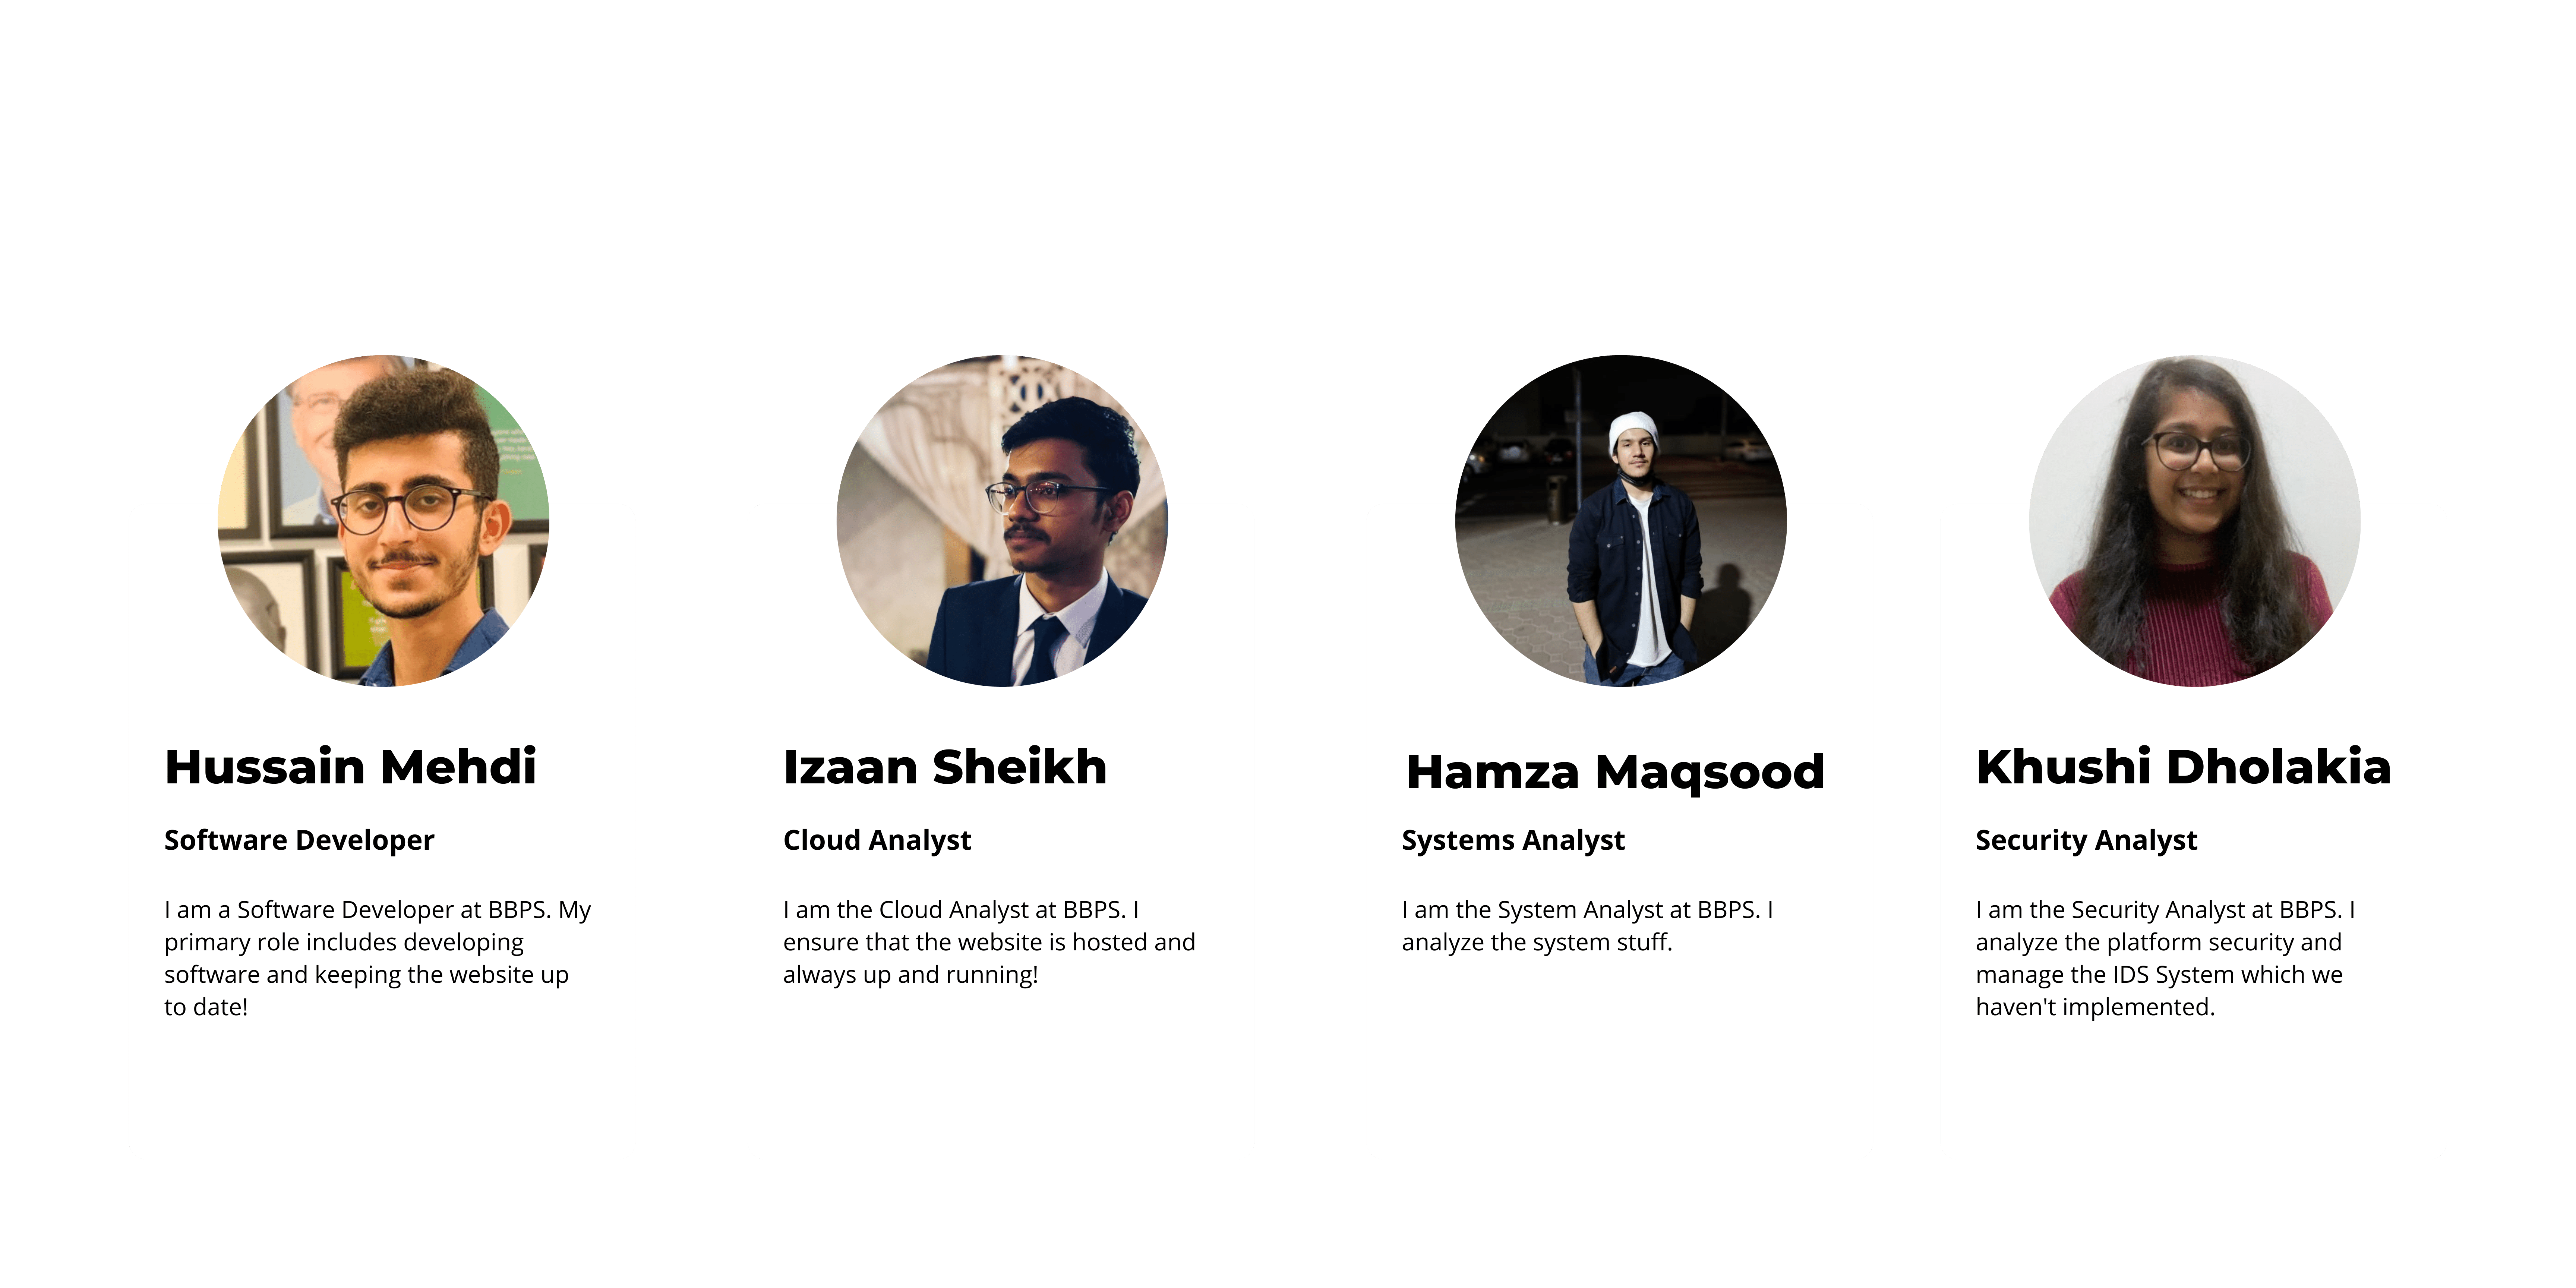 Hussain Mehdi
Software Developer
I am a Software Developer at BBPS. My
primary role includes developing
software and keeping the website up
to date!
Izaan Sheikh
Cloud Analyst
I am the Cloud Analyst at BBPS. I
ensure that the website is hosted and
always up and running!
Hamza Maqsood
Systems Analyst
I am the System Analyst at BBPS. I
analyze the system stuff.
Khushi Dholakia
Security Analyst
I am the Security Analyst at BBPS. I
analyze the platform security and
manage the IDS System which we
haven't implemented.